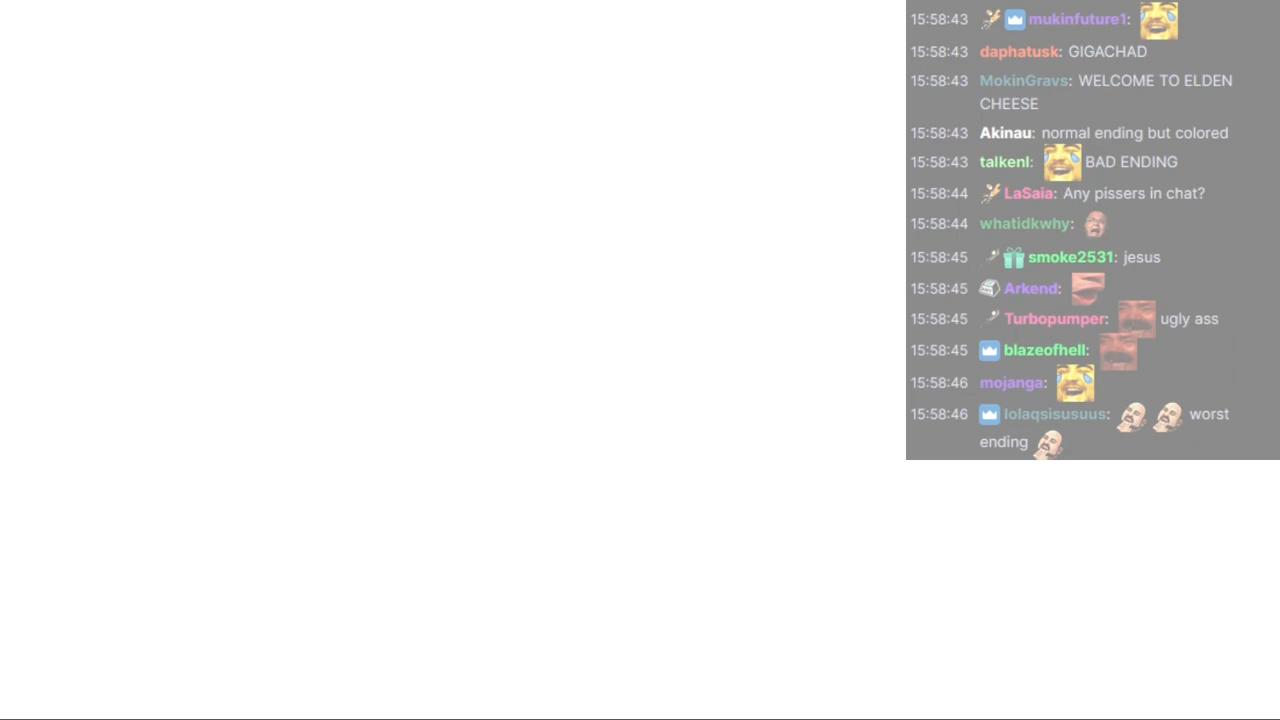 15:58:43 mukinfuture1:
15:58:43 daphatusk: GIGACHAD
15:58:43 MokinGravs: WELCOME TO ELDEN
CHEESE
15:58:43 Akinau: normal ending but colored
15:58:43 talkenl: BAD ENDING
15:58:44 LaSaia: Any pissers in chat?
15:58:44 whatidkwhy:
15:58:45 smoke2531: jesus
15:58:45 Arkend:
15:58:45 Turbopumper: ugly ass
15:58:45 blazeofhell:
15:58:46 mojanga:
15:58:46 lolaqsisusuus: worst
ending